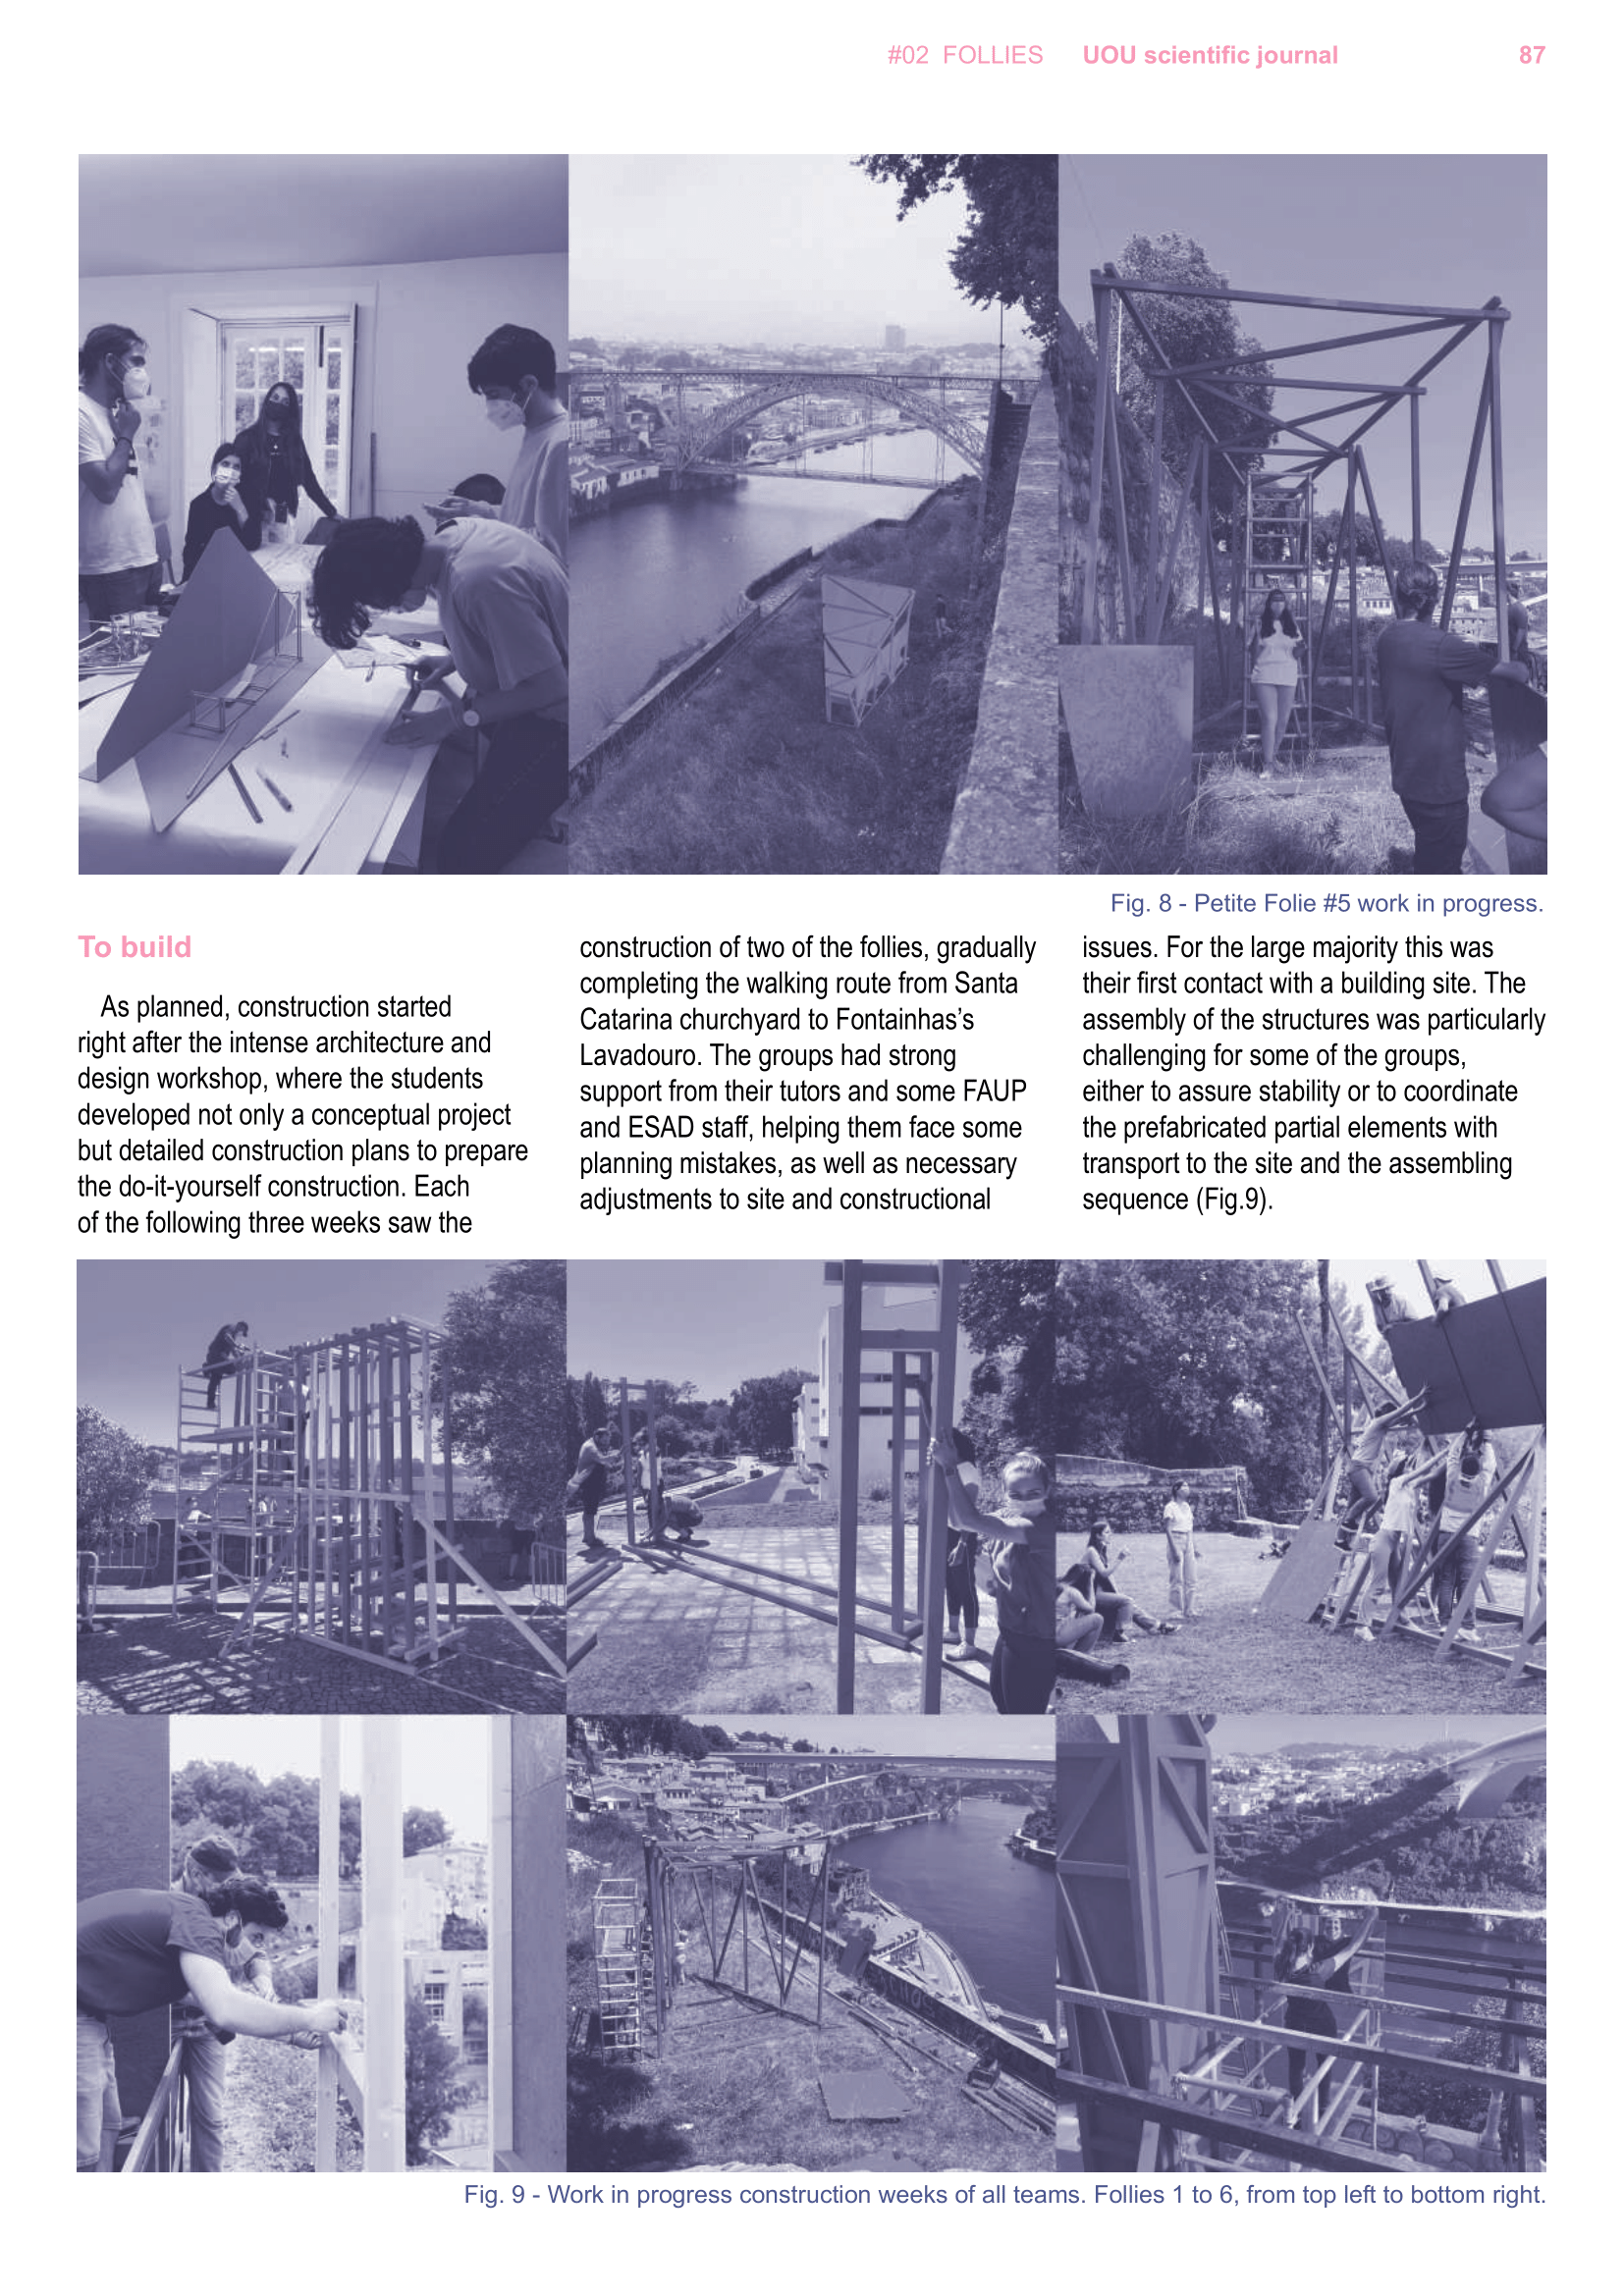 #02 FOLLIES UOU scientific journal 87
Fig. 8 - Petite Folie #5 work in progress.
To build
As planned, construction started
right after the intense architecture and
design workshop, where the students
developed not only a conceptual project
but detailed construction plans to prepare
the do-it-yourself construction. Each
of the following three weeks saw the
construction of two of the follies, gradually
completing the walking route from Santa
Catarina churchyard to Fontainhas’s
Lavadouro. The groups had strong
support from their tutors and some FAUP
and ESAD staff, helping them face some
planning mistakes, as well as necessary
adjustments to site and constructional
issues. For the large majority this was
their first contact with a building site. The
assembly of the structures was particularly
challenging for some of the groups,
either to assure stability or to coordinate
the prefabricated partial elements with
transport to the site and the assembling
sequence (Fig.9).
Fig. 9 - Work in progress construction weeks of all teams. Follies 1 to 6, from top left to bottom right.